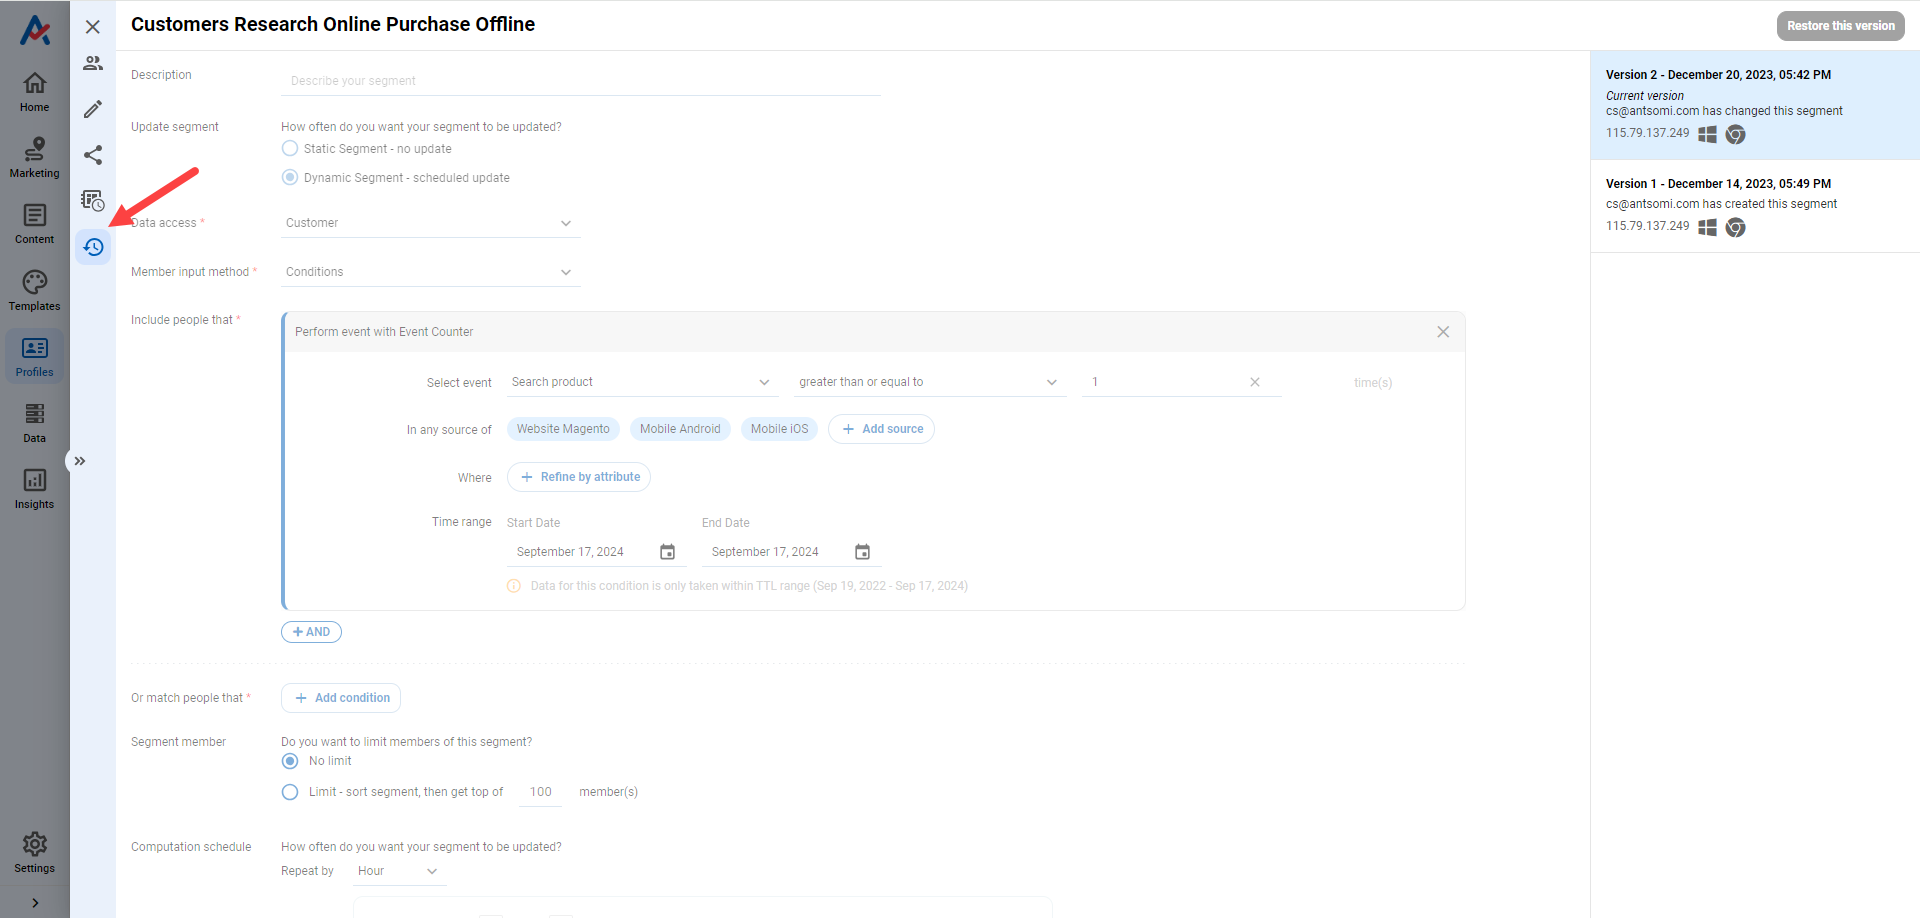 Customers Research Online Purchase Offline
Restore this version
Home
Marketing
Content
Templates
Profiles
Data
Insights
Settings
Description
Describe your segment
Update segment
How often do you want your segment to be updated?
Static Segment - no update
Dynamic Segment - scheduled update
Data access *
Customer
Member input method *
Conditions
Include people that *
Perform event with Event Counter
Select event
Search product
greater than or equal to
1
time(s)
In any source of
Website Magento
Mobile Android
Mobile iOS
+ Add source
Where
+ Refine by attribute
Time range
Start Date
End Date
September 17, 2024
September 17, 2024
Data for this condition is only taken within TTL range (Sep 19, 2022 - Sep 17, 2024)
+ AND
Or match people that *
+ Add condition
Segment member
Do you want to limit members of this segment?
No limit
Limit - sort segment, then get top of 100 member(s)
Computation schedule
How often do you want your segment to be updated?
Repeat by
Hour
Version 2 - December 20, 2023, 05:42 PM
Current version
cs@antsomi.com has changed this segment
115.79.137.249
Version 1 - December 14, 2023, 05:49 PM
cs@antsomi.com has created this segment
115.79.137.249